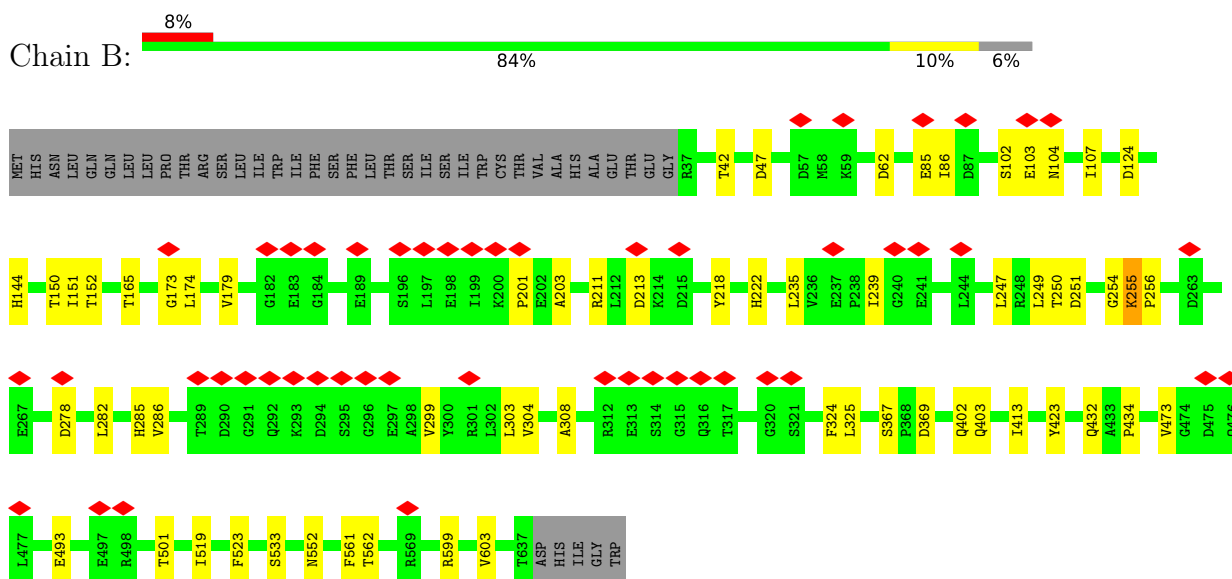 8%
Chain B:
84% 10% 6%
MET HIS ASN LEU GLN GLN LEU LEU PRO THR ARG SER LEU ILE TRP ILE PHE SER PHE LEU THR SER ILE SER ILE TRP CYS THR VAL ALA HIS ALA GLU THR GLU GLY R37 T42 D47 D57 M58 K59 D62 E85 I86 D87 S102 E103 N104 I107 D124
H144 T150 I151 T152 T165 G173 L174 V179 G182 E183 G184 E189 S196 L197 E198 I199 K200 P201 E202 A203 R211 L212 D213 K214 D215 Y218 H222 L235 V236 E237 P238 I239 G240 E241 L244 L247 R248 L249 T250 D251 G254 K255 P256 D263
E267 D278 L282 H285 V286 T289 D290 G291 Q292 K293 D294 S295 G296 E297 A298 V299 Y300 R301 L302 L303 V304 A308 R312 E313 S314 G315 Q316 T317 G320 S321 F324 L325 S367 P388 D369 Q402 Q403 I413 Y423 Q432 A433 P434 V473 G474 D475
L477 E493 E497 R498 T501 I519 F523 S533 N552 F561 T562 R569 R599 V603 T637 ASP HIS ILE GLY TRP